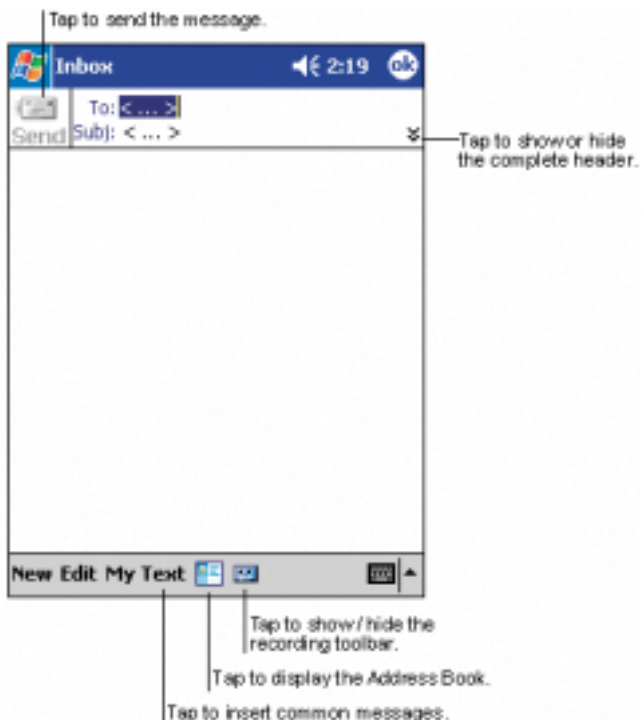 Tap to send the message.
Inbox 2:19 ok
To: < ... >
Send Subj: < ... >
Tap to show or hide
the complete header.
New Edit My Text
Tap to show / hide the
recording toolbar.
Tap to display the Address Book.
Tap to insert common messages.